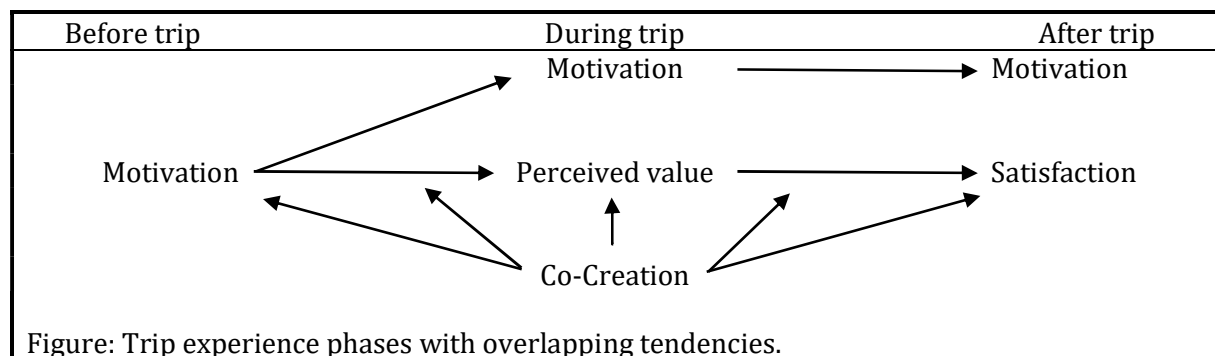 Before trip During trip After trip
Motivation Motivation
Motivation Perceived value Satisfaction
Co-Creation
Figure: Trip experience phases with overlapping tendencies.